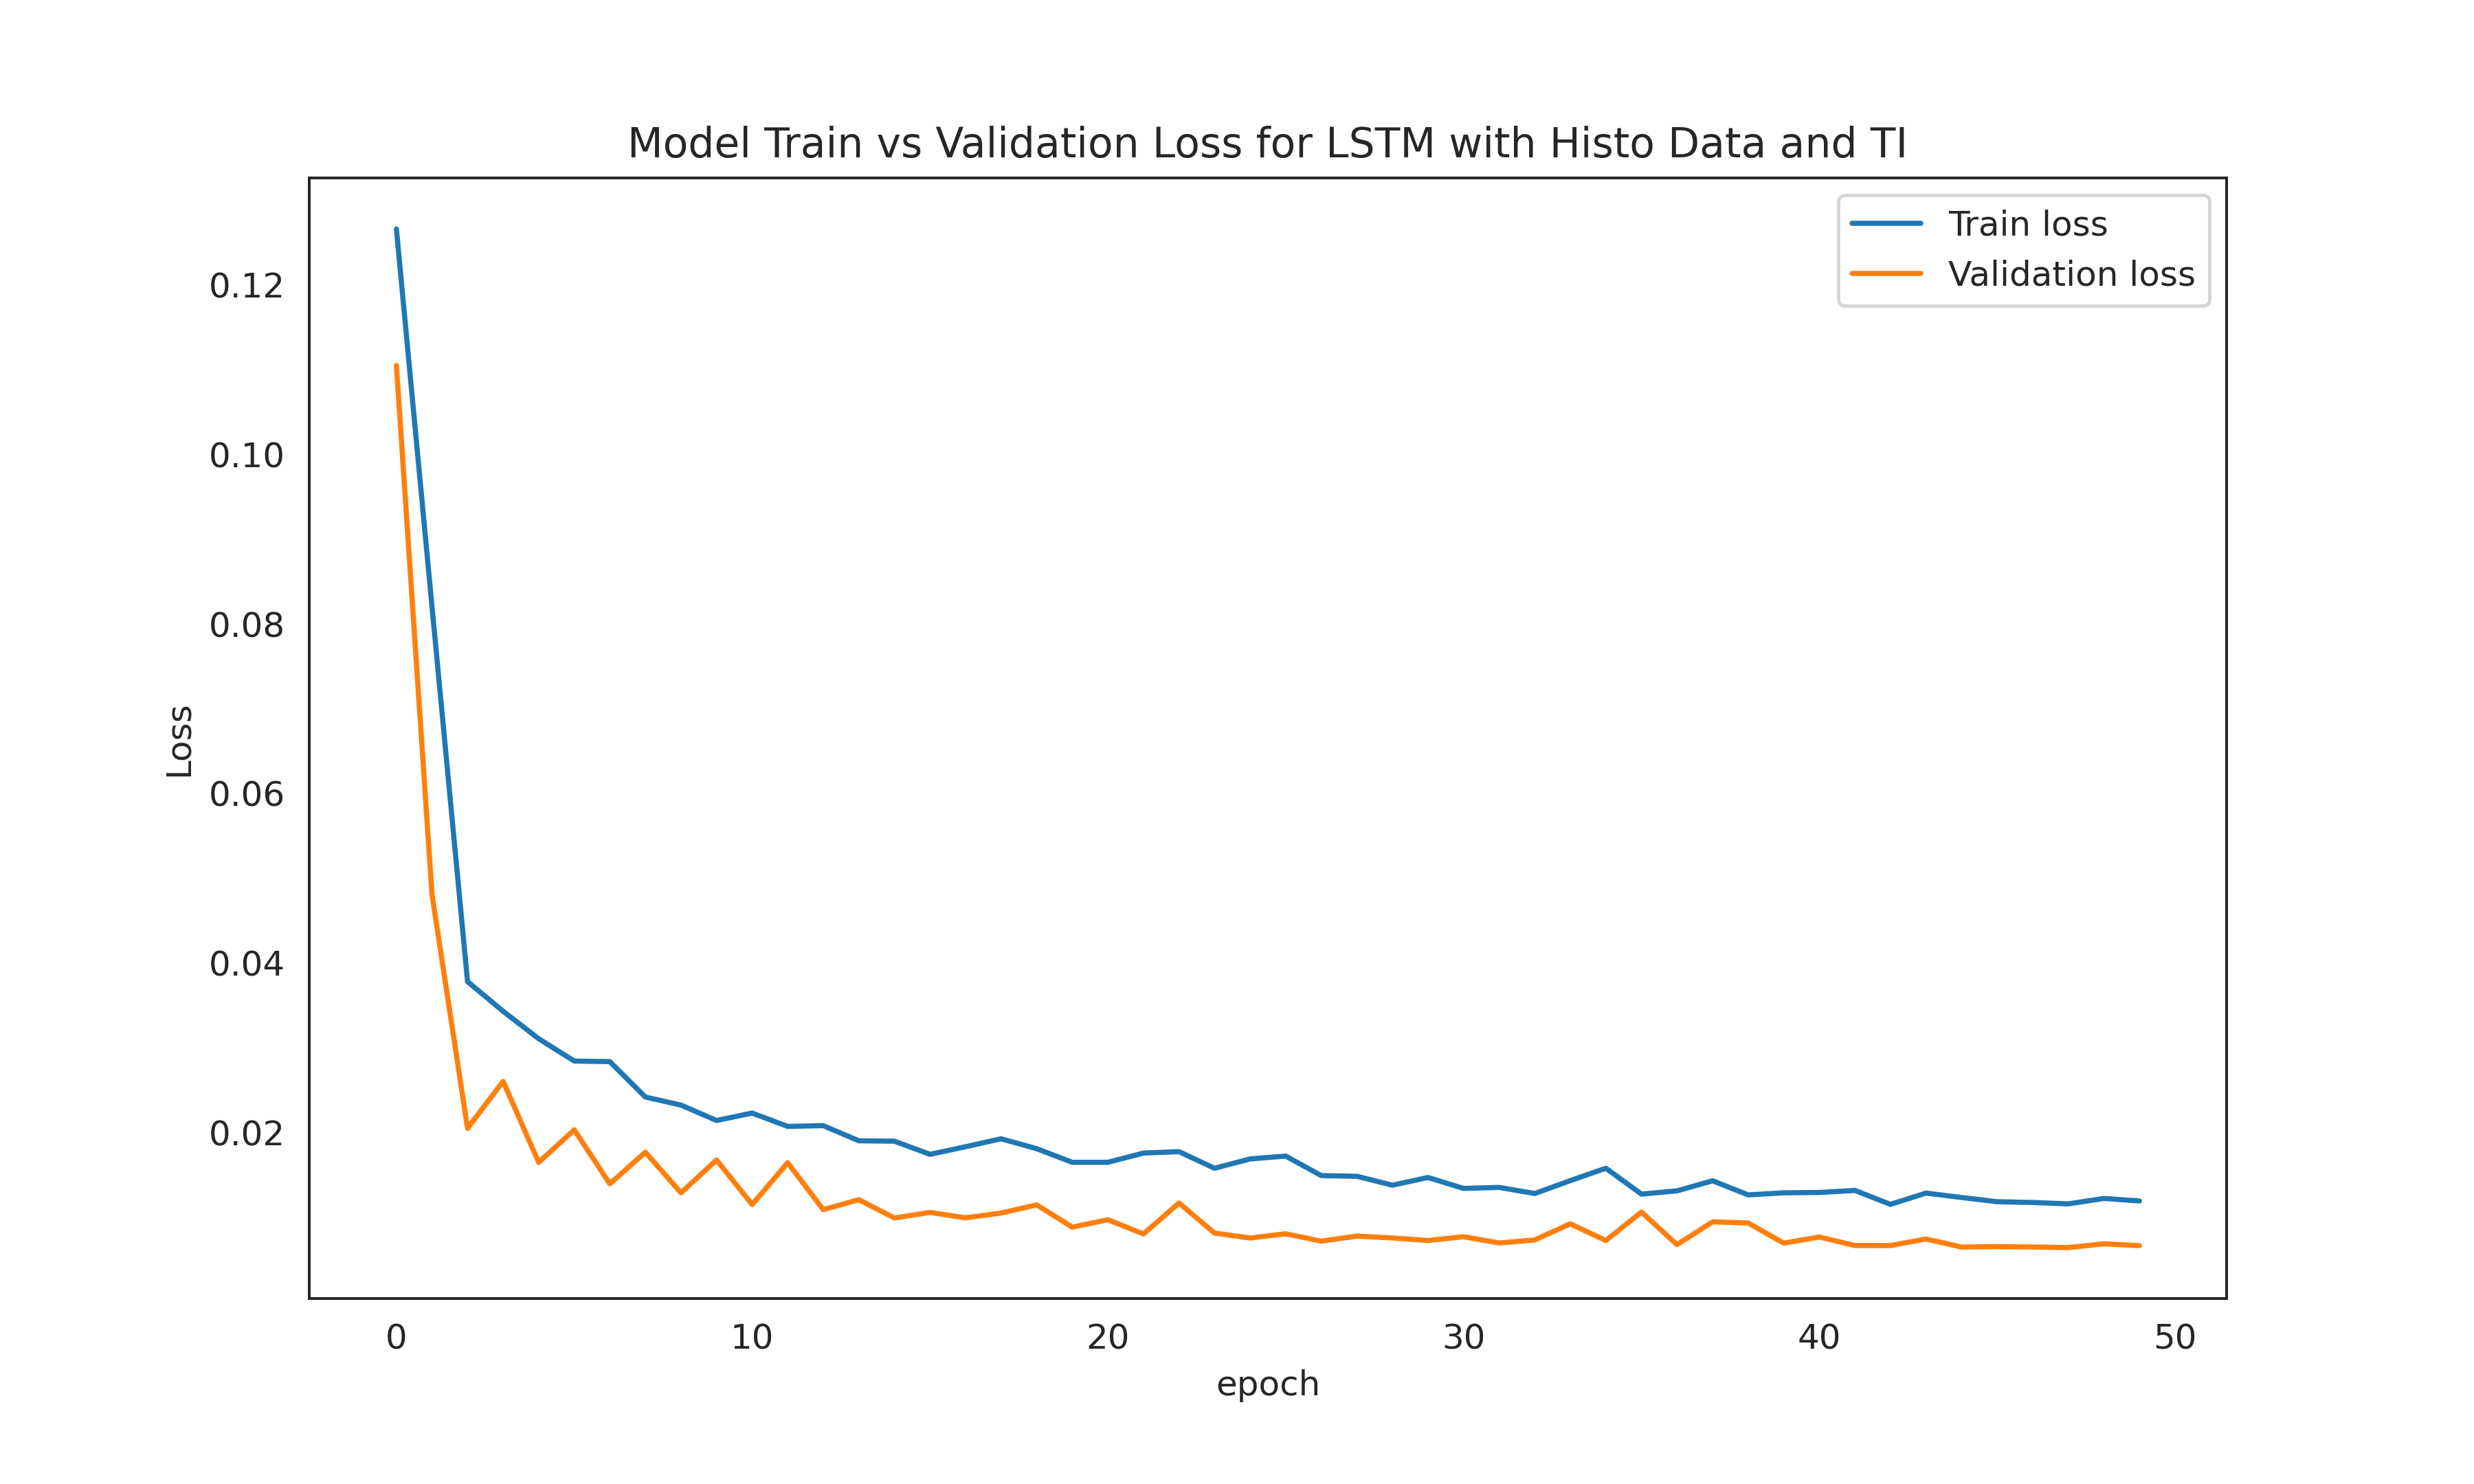 Model Train vs Validation Loss for LSTM with Histo Data and TI
Train loss
Validation loss
0.12
0.10
0.08
0.06
0.04
0.02
Loss
0 10 20 30 40 50
epoch